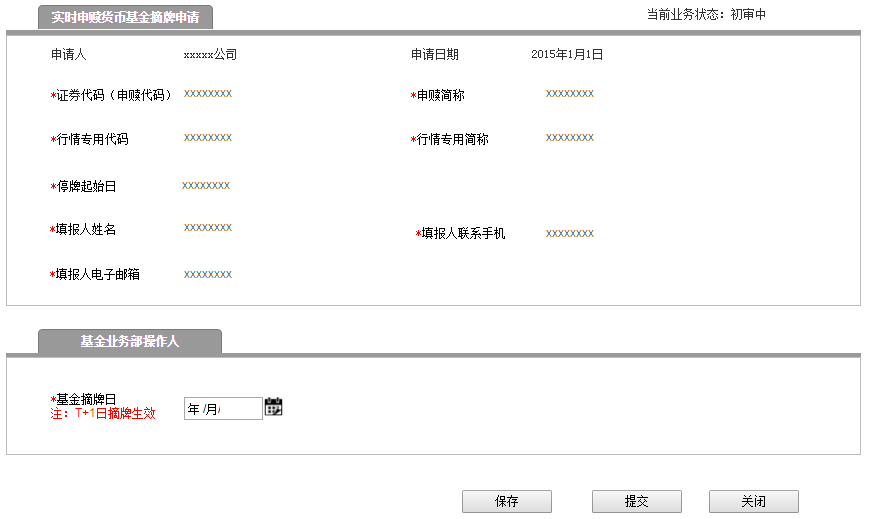 实时申赎货币基金摘牌申请 当前业务状态：初审中
申请人 xxxxx公司 申请日期 2015年1月1日
*证券代码（申赎代码） XXXXXXXX *申赎简称 XXXXXXXX
*行情专用代码 XXXXXXXX *行情专用简称 XXXXXXXX
*停牌起始日 XXXXXXXX
*填报人姓名 XXXXXXXX *填报人联系手机 XXXXXXXX
*填报人电子邮箱 XXXXXXXX
基金业务部操作人
*基金摘牌日 年 /月/
注：T+1日摘牌生效
保存 提交 关闭